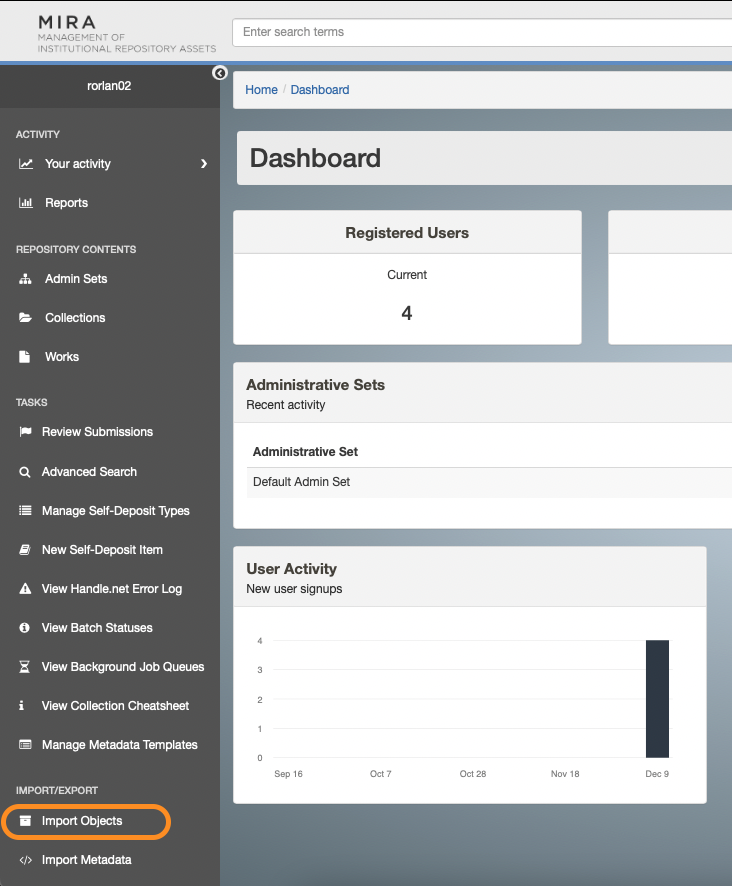 MIRA
MANAGEMENT OF
INSTITUTIONAL REPOSITORY ASSETS
Enter search terms
rorlan02
ACTIVITY
Your activity
Reports
REPOSITORY CONTENTS
Admin Sets
Collections
Works
TASKS
Review Submissions
Advanced Search
Manage Self-Deposit Types
New Self-Deposit Item
View Handle.net Error Log
View Batch Statuses
View Background Job Queues
View Collection Cheatsheet
Manage Metadata Templates
IMPORT/EXPORT
Import Objects
Import Metadata
Home / Dashboard
Dashboard
Registered Users
Current
4
Administrative Sets
Recent activity
Administrative Set
Default Admin Set
User Activity
New user signups
4
3
2
1
0
Sep 16 Oct 7 Oct 28 Nov 18 Dec 9